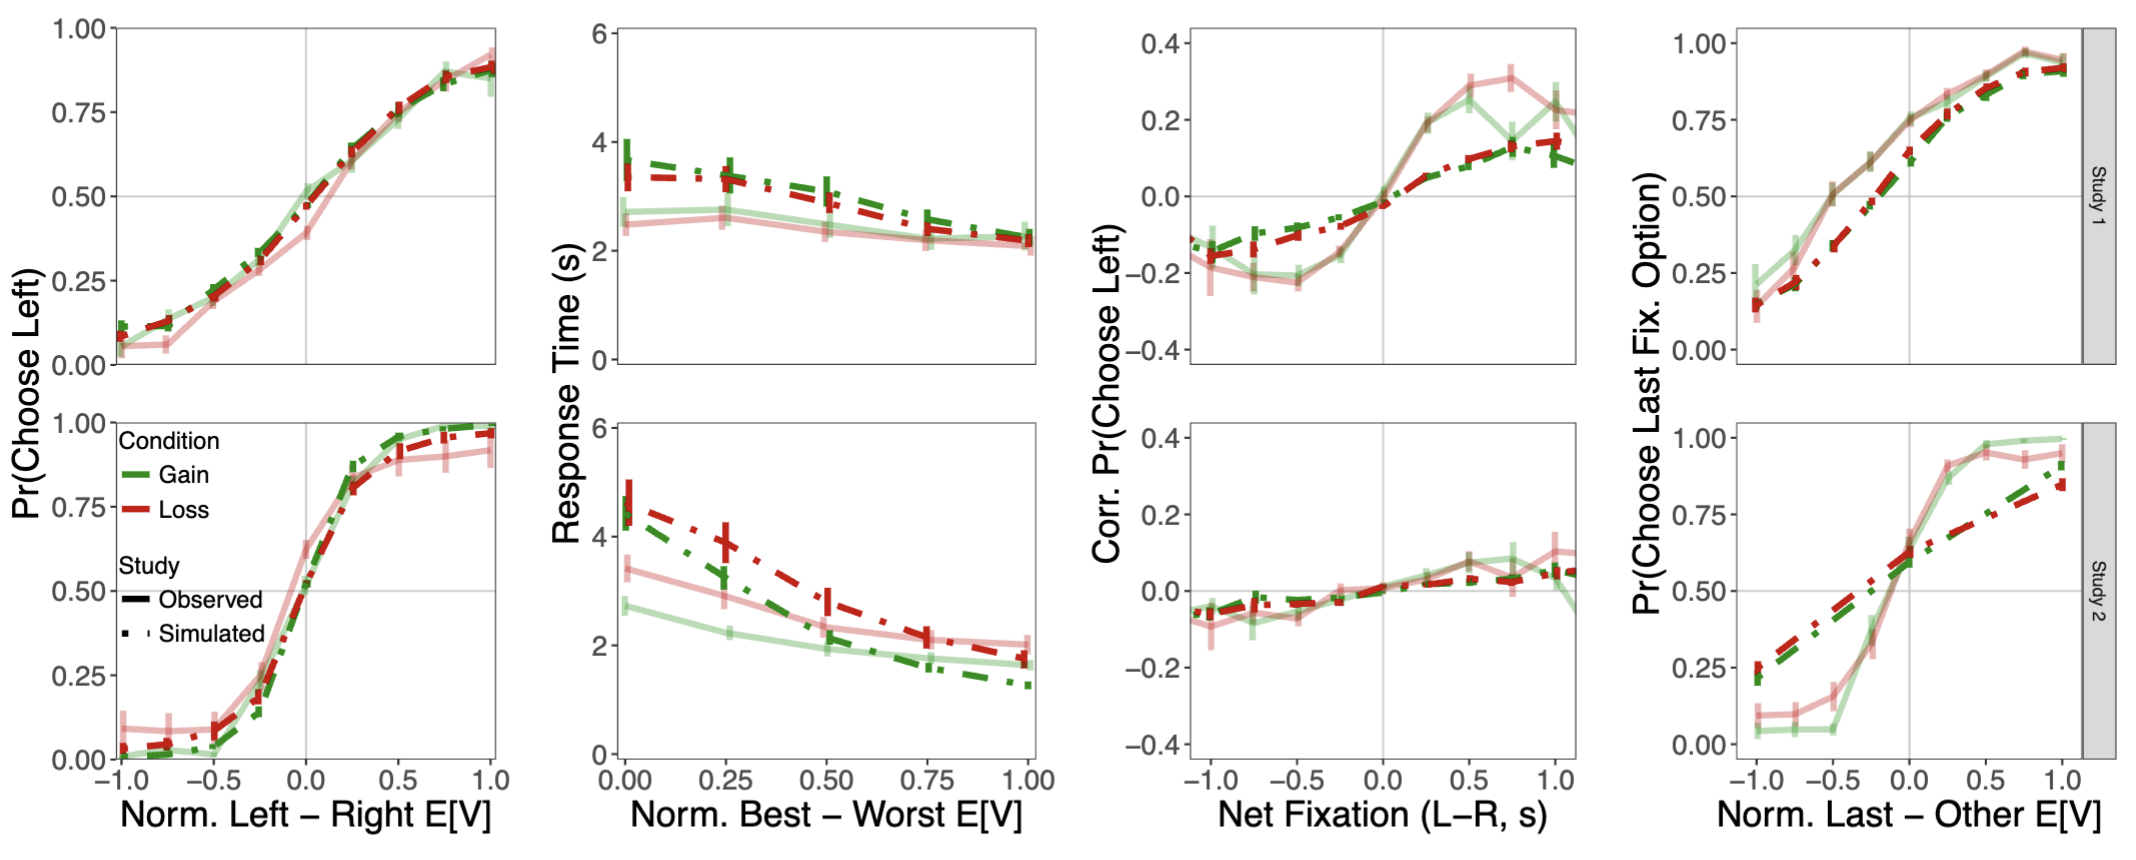 Pr(Choose Left)
1.00
0.75
0.50
0.25
0.00
1.00
0.75
0.50
0.25
0.00
Condition
Gain
Loss
Study
Observed
Simulated
−1.0 −0.5 0.0 0.5 1.0
Norm. Left − Right E[V]
Response Time (s)
6
4
2
0
6
4
2
0
0.00 0.25 0.50 0.75 1.00
Norm. Best − Worst E[V]
Corr. Pr(Choose Left)
0.4
0.2
0.0
−0.2
−0.4
0.4
0.2
0.0
−0.2
−0.4
−1.0 −0.5 0.0 0.5 1.0
Net Fixation (L−R, s)
Pr(Choose Last Fix. Option)
1.00
0.75
0.50
0.25
0.00
1.00
0.75
0.50
0.25
0.00
−1.0 −0.5 0.0 0.5 1.0
Norm. Last − Other E[V]
Study 1
Study 2